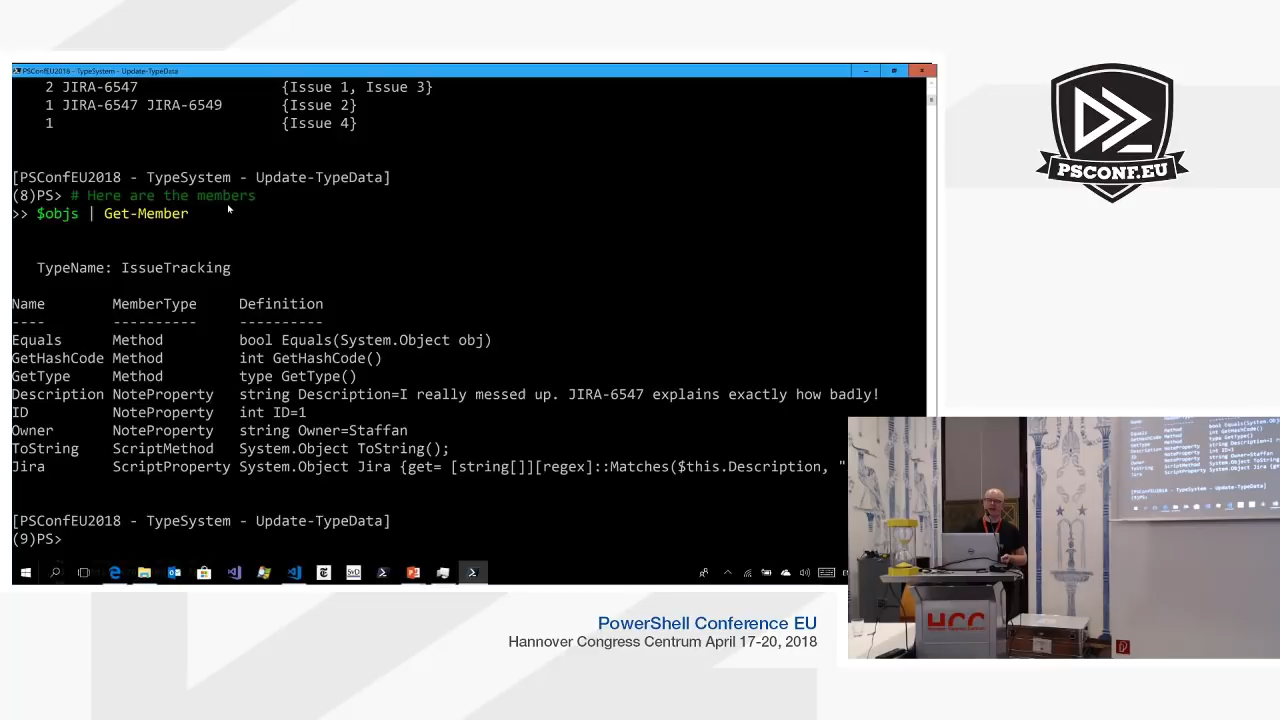 PSConfEU2018 - TypeSystem - Update-TypeData
2 JIRA-6547 {Issue 1, Issue 3}
1 JIRA-6547 JIRA-6549 {Issue 2}
1 {Issue 4}
[PSConfEU2018 - TypeSystem - Update-TypeData]
(8)PS> # Here are the members
>> $objs | Get-Member
TypeName: IssueTracking
Name MemberType Definition
---- ---------- ----------
Equals Method bool Equals(System.Object obj)
GetHashCode Method int GetHashCode()
GetType Method type GetType()
Description NoteProperty string Description=I really messed up. JIRA-6547 explains exactly how badly!
ID NoteProperty int ID=1
Owner NoteProperty string Owner=Staffan
ToString ScriptMethod System.Object ToString();
Jira ScriptProperty System.Object Jira {get= [string[]][regex]::Matches($this.Description, "
[PSConfEU2018 - TypeSystem - Update-TypeData]
(9)PS>
PSCONF.EU
HCC
PowerShell Conference EU
Hannover Congress Centrum April 17-20, 2018